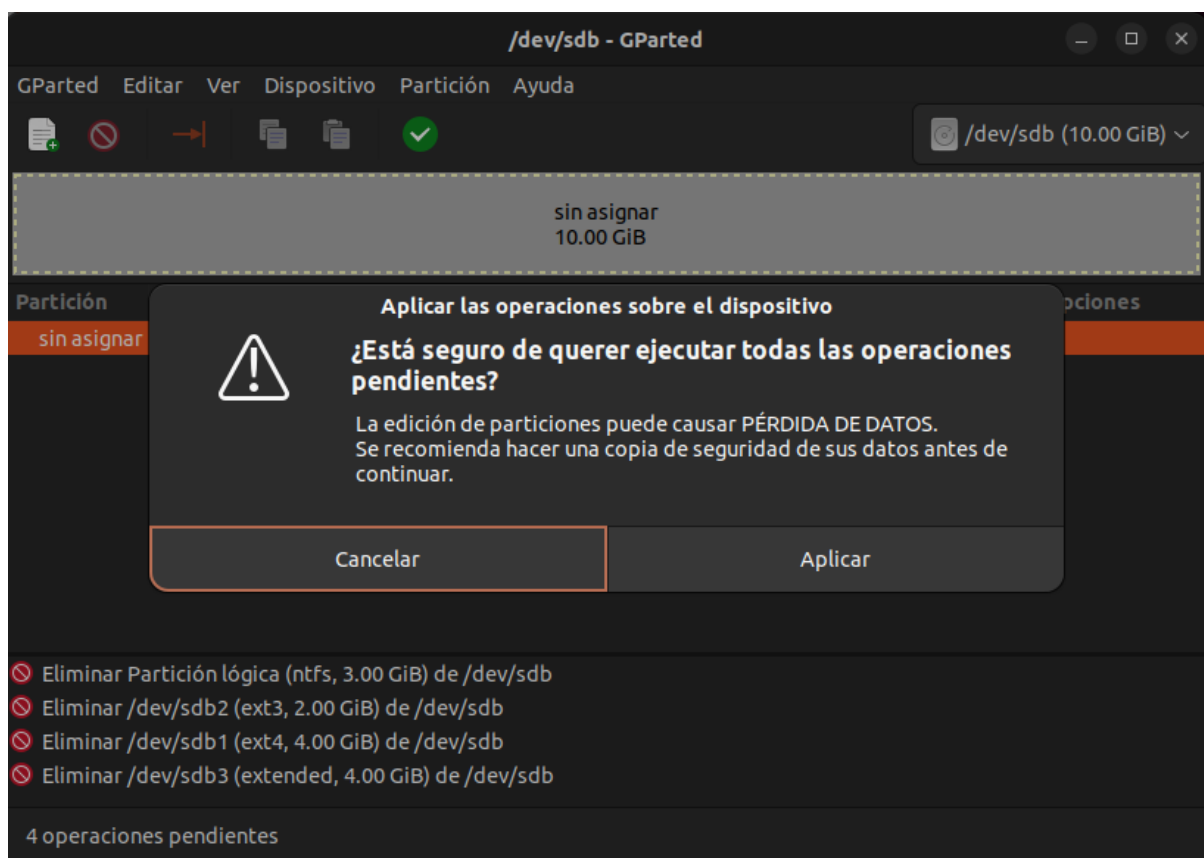 /dev/sdb - GParted
GParted Editar Ver Dispositivo Partición Ayuda
/dev/sdb (10.00 GiB)
sin asignar
10.00 GiB
Partición
sin asignar
Aplicar las operaciones sobre el dispositivo
¿Está seguro de querer ejecutar todas las operaciones
pendientes?
La edición de particiones puede causar PÉRDIDA DE DATOS.
Se recomienda hacer una copia de seguridad de sus datos antes de
continuar.
Cancelar
Aplicar
Eliminar Partición lógica (ntfs, 3.00 GiB) de /dev/sdb
Eliminar /dev/sdb2 (ext3, 2.00 GiB) de /dev/sdb
Eliminar /dev/sdb1 (ext4, 4.00 GiB) de /dev/sdb
Eliminar /dev/sdb3 (extended, 4.00 GiB) de /dev/sdb
4 operaciones pendientes